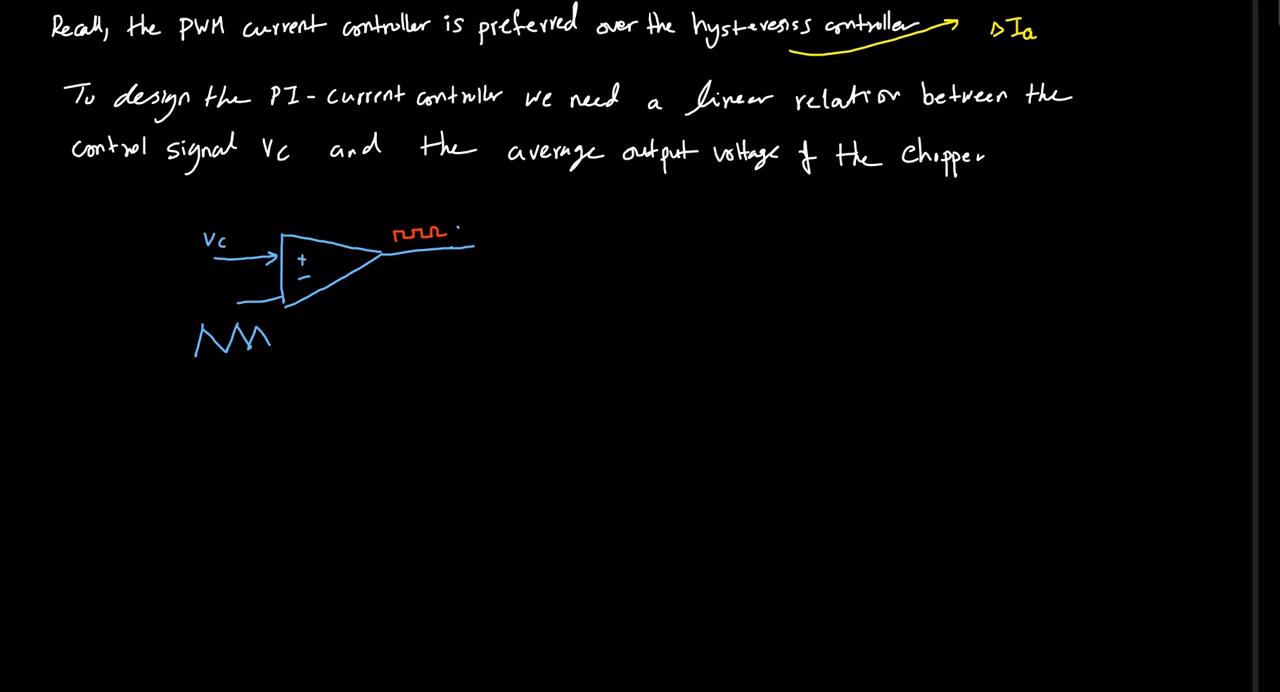 Recall, the PWM current controller is preferred over the hysteresiss controller → ΔIa
To design the PI-current controller we need a linear relation between the
control signal Vc and the average output voltage of the chopper
Vc
+
−